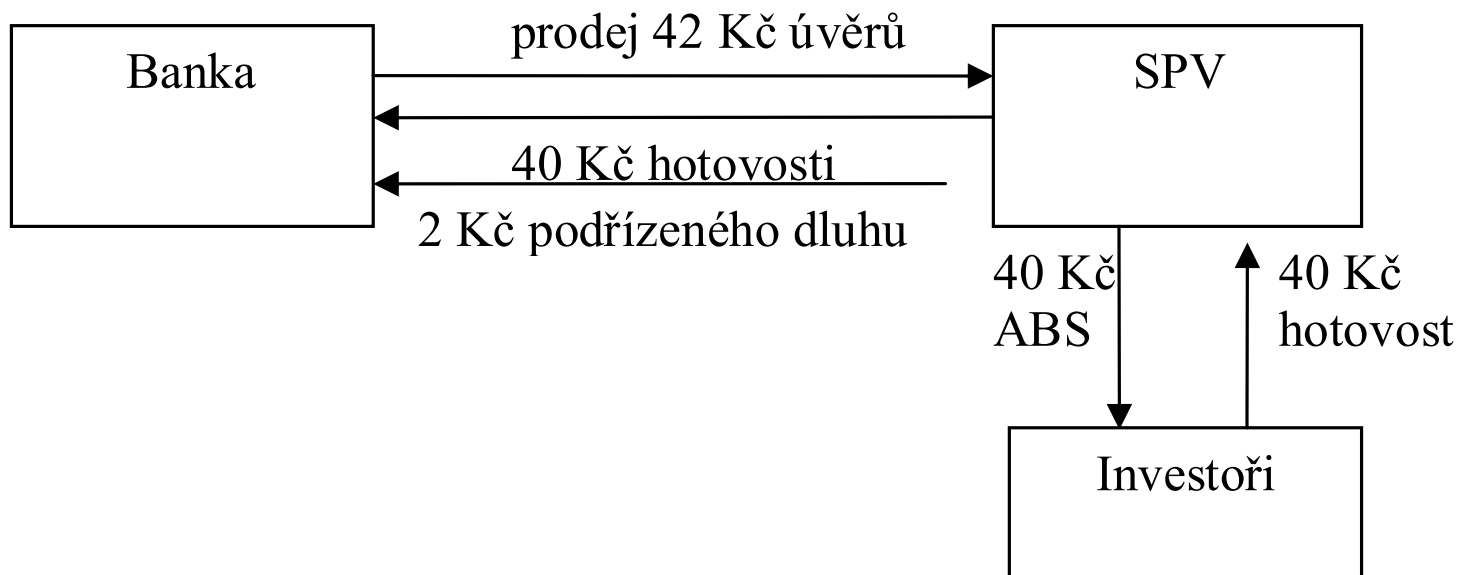 Banka
prodej 42 Kč úvěrů
SPV
40 Kč hotovosti
2 Kč podřízeného dluhu
40 Kč
ABS
40 Kč
hotovost
Investoři